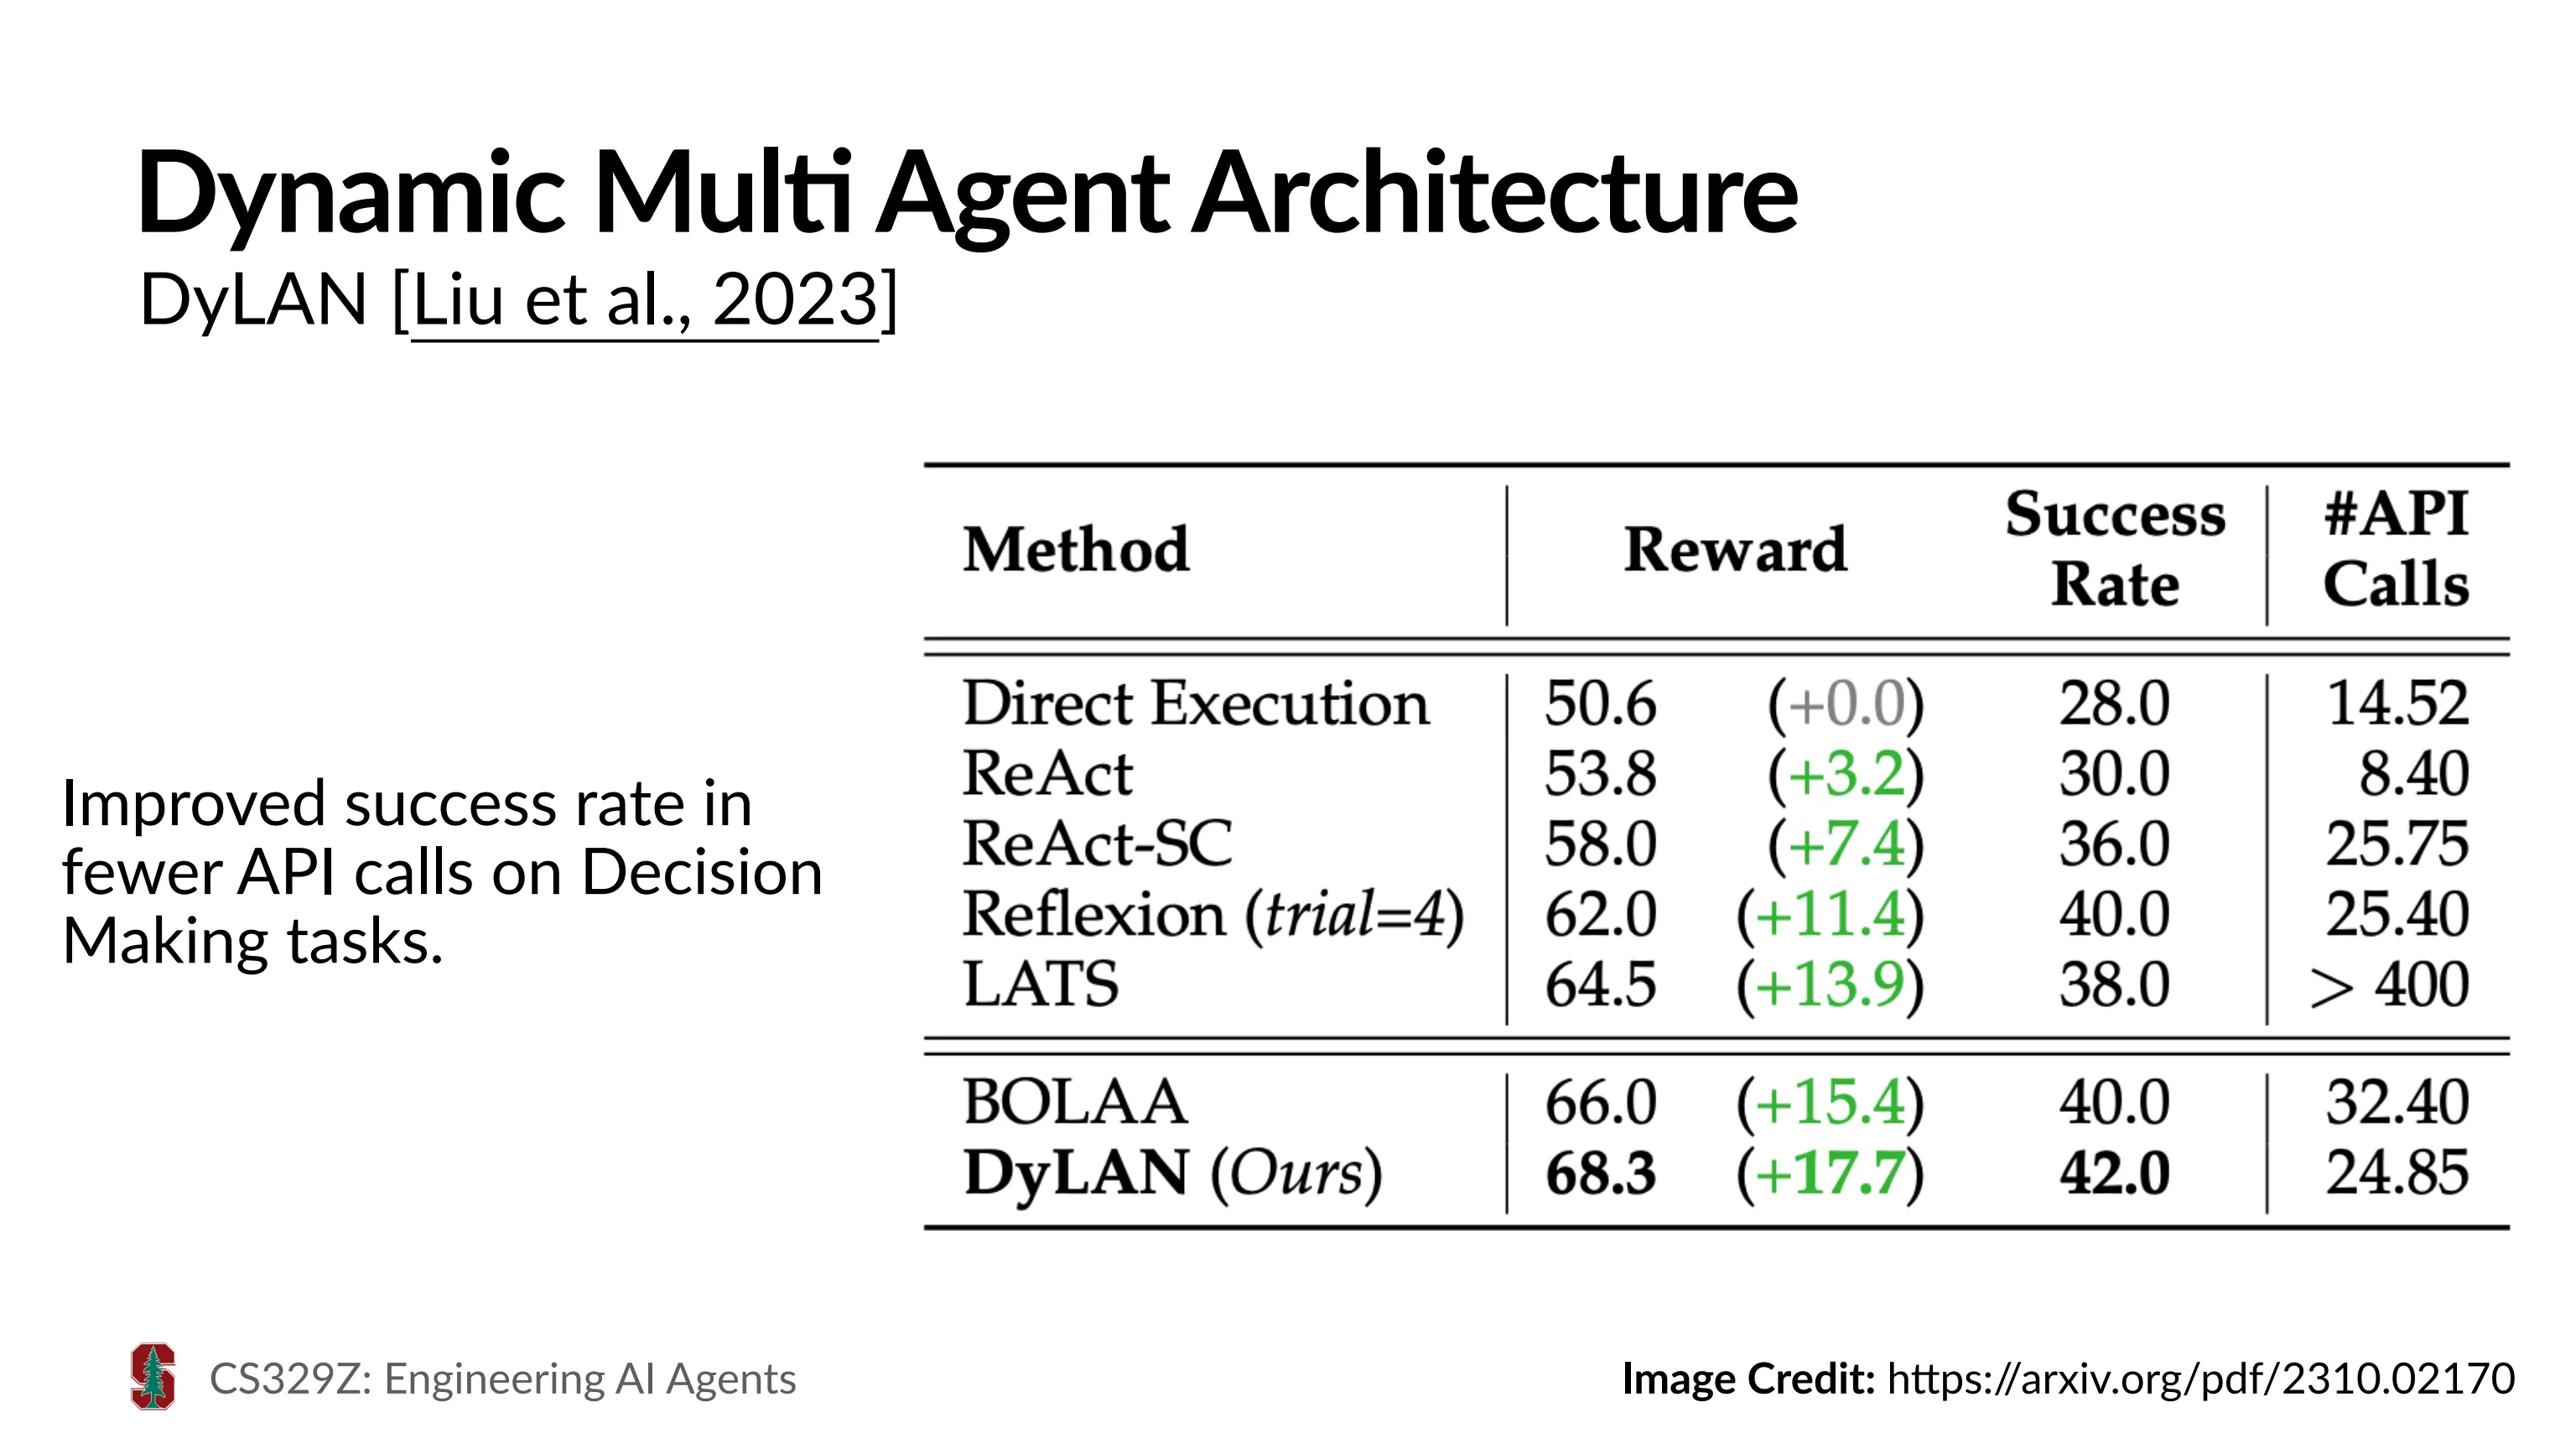 Dynamic Multi Agent Architecture
DyLAN [Liu et al., 2023]
Improved success rate in
fewer API calls on Decision
Making tasks.
Method Reward Success Rate #API Calls
Direct Execution 50.6 (+0.0) 28.0 14.52
ReAct 53.8 (+3.2) 30.0 8.40
ReAct-SC 58.0 (+7.4) 36.0 25.75
Reflexion (trial=4) 62.0 (+11.4) 40.0 25.40
LATS 64.5 (+13.9) 38.0 > 400
BOLAA 66.0 (+15.4) 40.0 32.40
DyLAN (Ours) 68.3 (+17.7) 42.0 24.85
CS329Z: Engineering AI Agents
Image Credit: https://arxiv.org/pdf/2310.02170